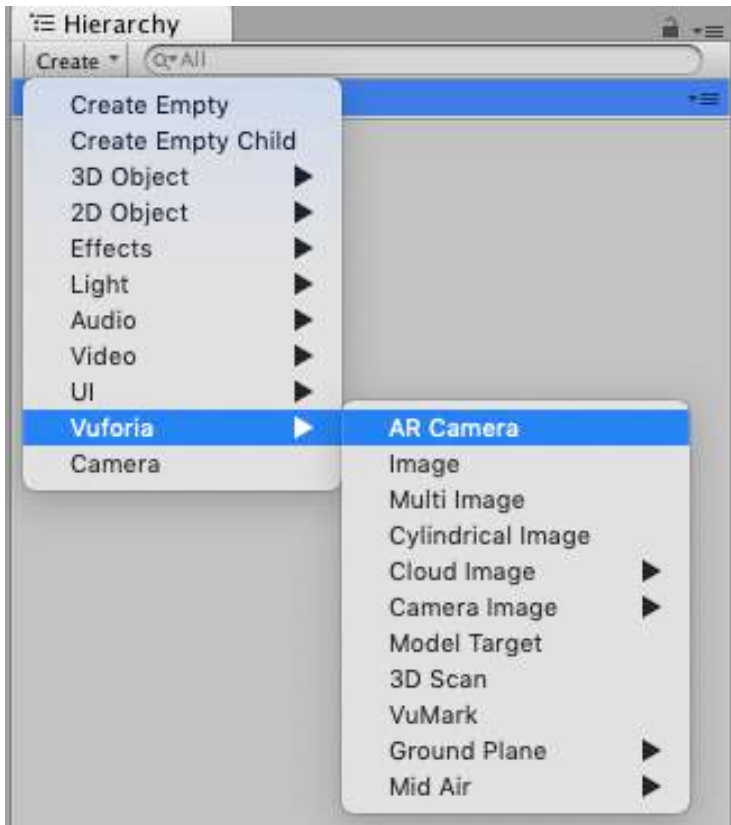 Hierarchy
Create
All
Create Empty
Create Empty Child
3D Object
2D Object
Effects
Light
Audio
Video
UI
Vuforia
Camera
AR Camera
Image
Multi Image
Cylindrical Image
Cloud Image
Camera Image
Model Target
3D Scan
VuMark
Ground Plane
Mid Air